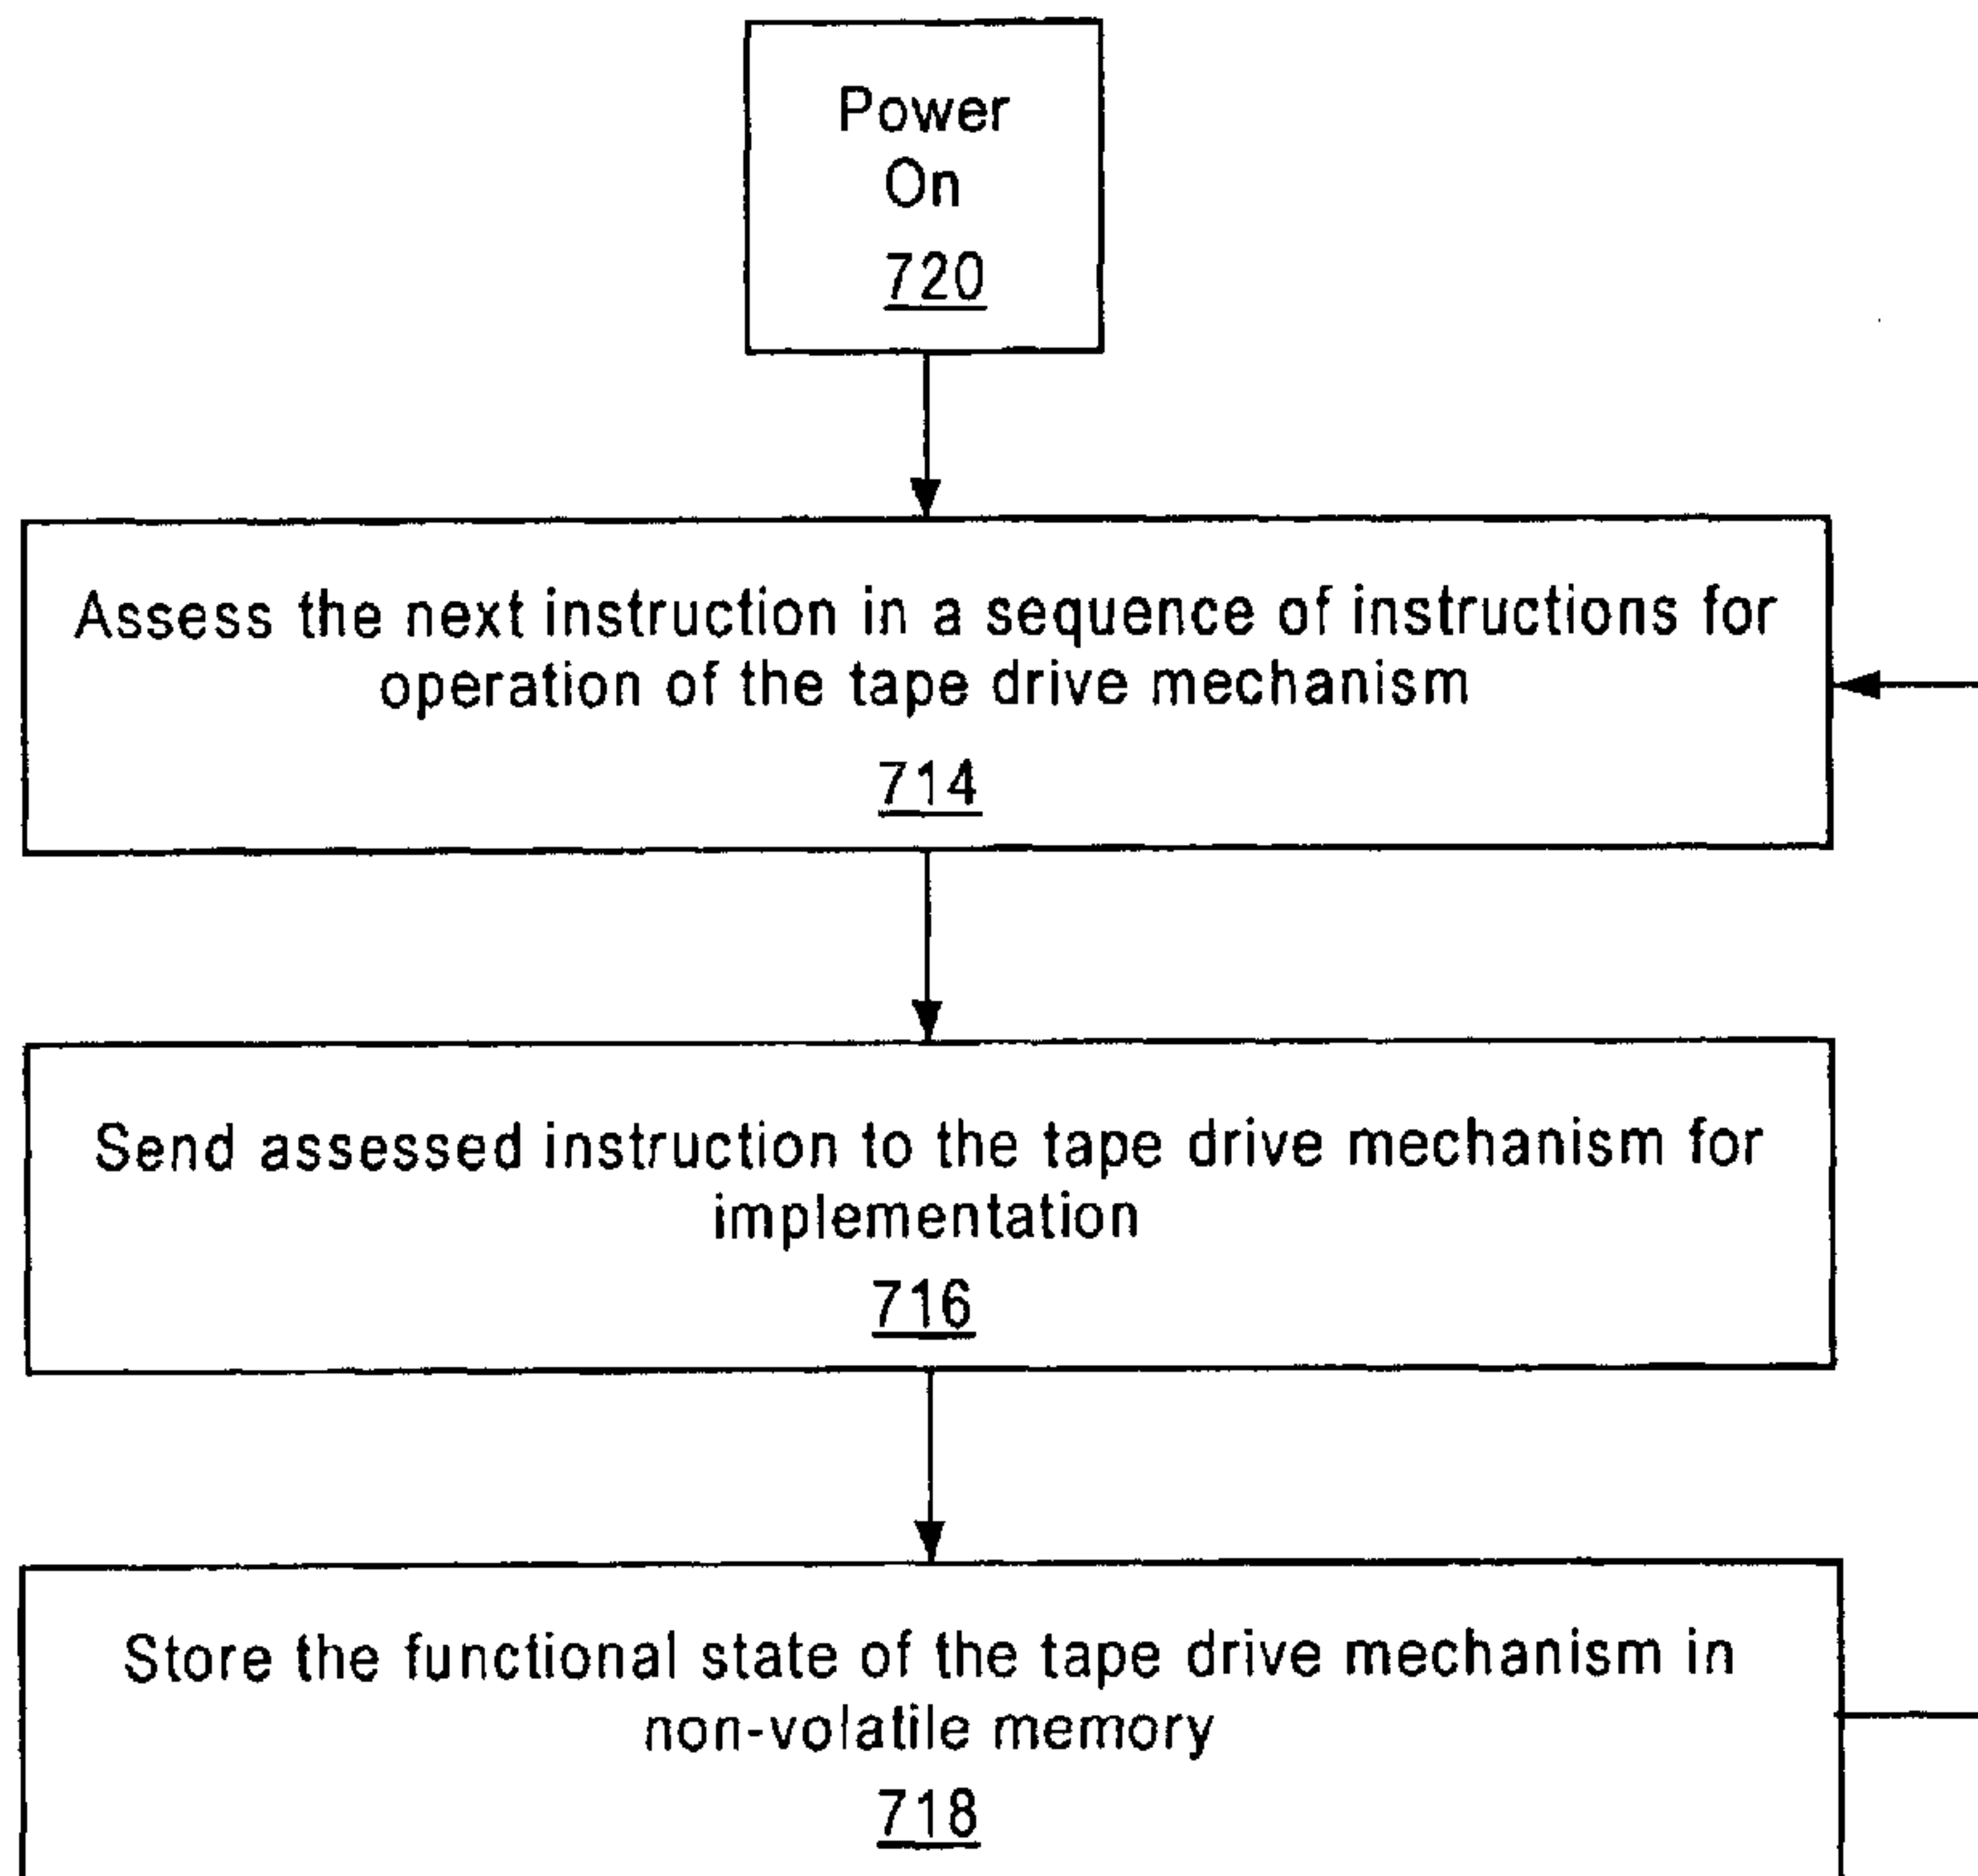 Power
On
720
Assess the next instruction in a sequence of instructions for
operation of the tape drive mechanism
714
Send assessed instruction to the tape drive mechanism for
implementation
716
Store the functional state of the tape drive mechanism in
non-volatile memory
718